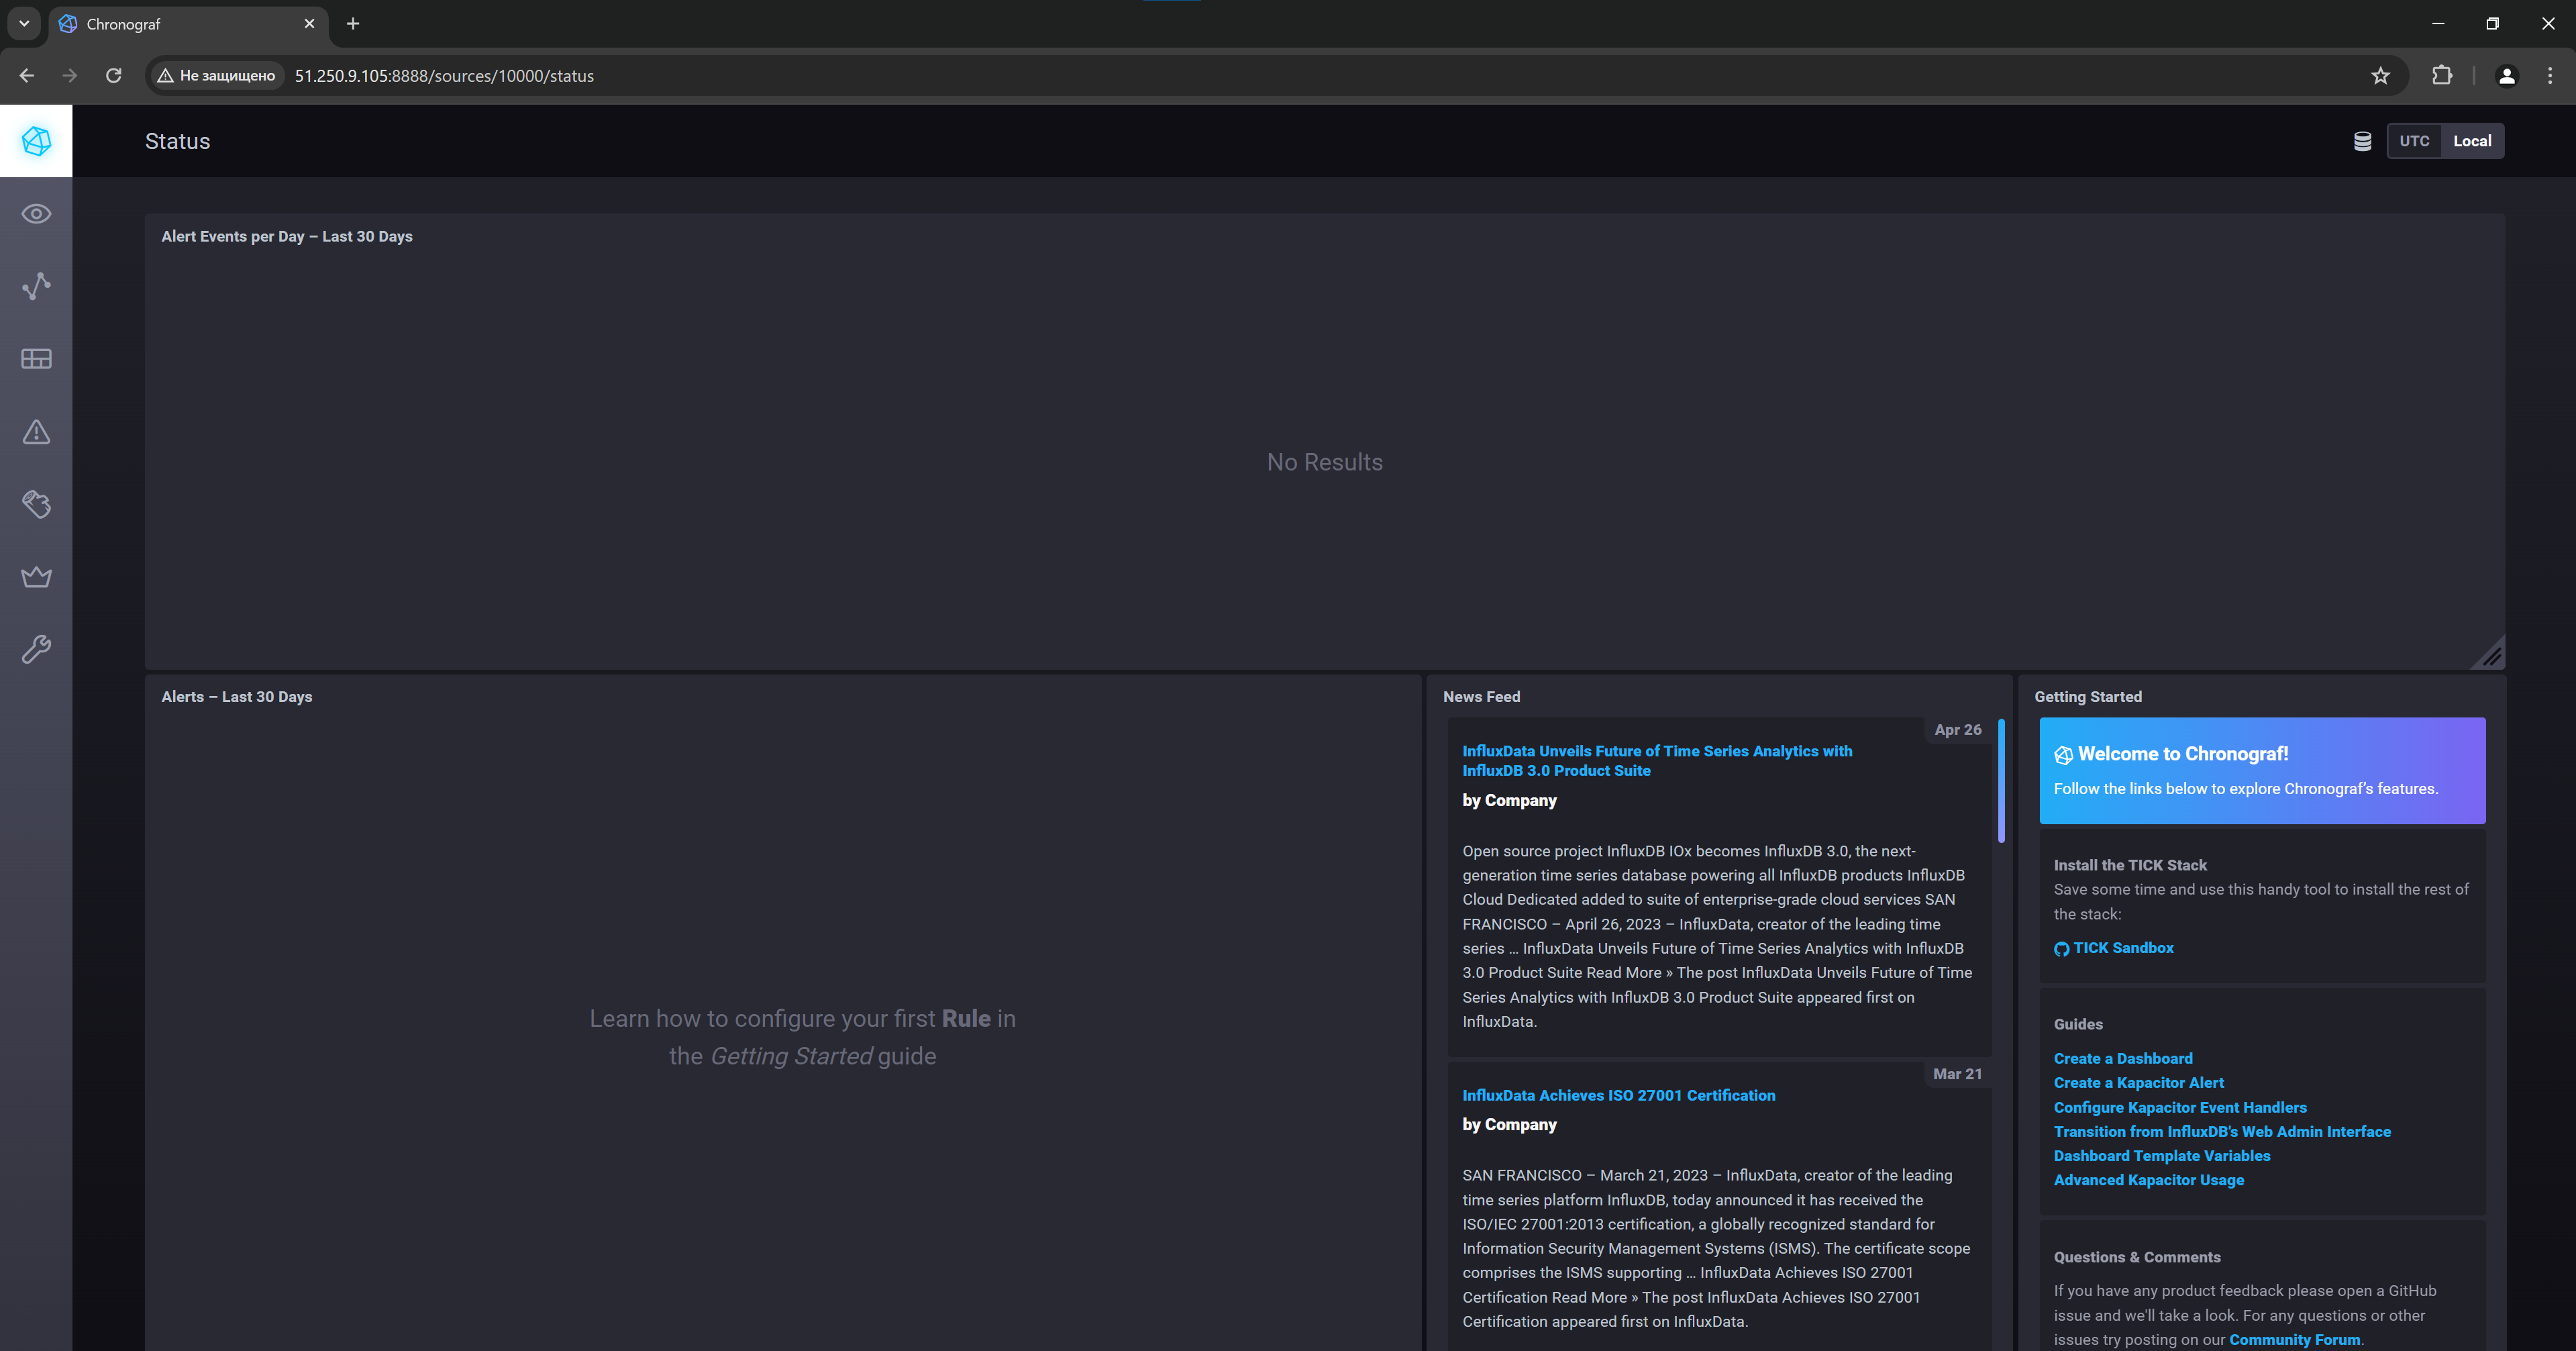 Chronograf
Не защищено
51.250.9.105:8888/sources/10000/status
Status
UTC
Local
Alert Events per Day – Last 30 Days
No Results
Alerts – Last 30 Days
Learn how to configure your first Rule in
the Getting Started guide
News Feed
Apr 26
InfluxData Unveils Future of Time Series Analytics with
InfluxDB 3.0 Product Suite
by Company
Open source project InfluxDB IOx becomes InfluxDB 3.0, the next-
generation time series database powering all InfluxDB products InfluxDB
Cloud Dedicated added to suite of enterprise-grade cloud services SAN
FRANCISCO – April 26, 2023 – InfluxData, creator of the leading time
series … InfluxData Unveils Future of Time Series Analytics with InfluxDB
3.0 Product Suite Read More » The post InfluxData Unveils Future of Time
Series Analytics with InfluxDB 3.0 Product Suite appeared first on
InfluxData.
Mar 21
InfluxData Achieves ISO 27001 Certification
by Company
SAN FRANCISCO – March 21, 2023 – InfluxData, creator of the leading
time series platform InfluxDB, today announced it has received the
ISO/IEC 27001:2013 certification, a globally recognized standard for
Information Security Management Systems (ISMS). The certificate scope
comprises the ISMS supporting … InfluxData Achieves ISO 27001
Certification Read More » The post InfluxData Achieves ISO 27001
Certification appeared first on InfluxData.
Getting Started
Welcome to Chronograf!
Follow the links below to explore Chronograf's features.
Install the TICK Stack
Save some time and use this handy tool to install the rest of
the stack:
TICK Sandbox
Guides
Create a Dashboard
Create a Kapacitor Alert
Configure Kapacitor Event Handlers
Transition from InfluxDB's Web Admin Interface
Dashboard Template Variables
Advanced Kapacitor Usage
Questions & Comments
If you have any product feedback please open a GitHub
issue and we'll take a look. For any questions or other
issues try posting on our Community Forum.